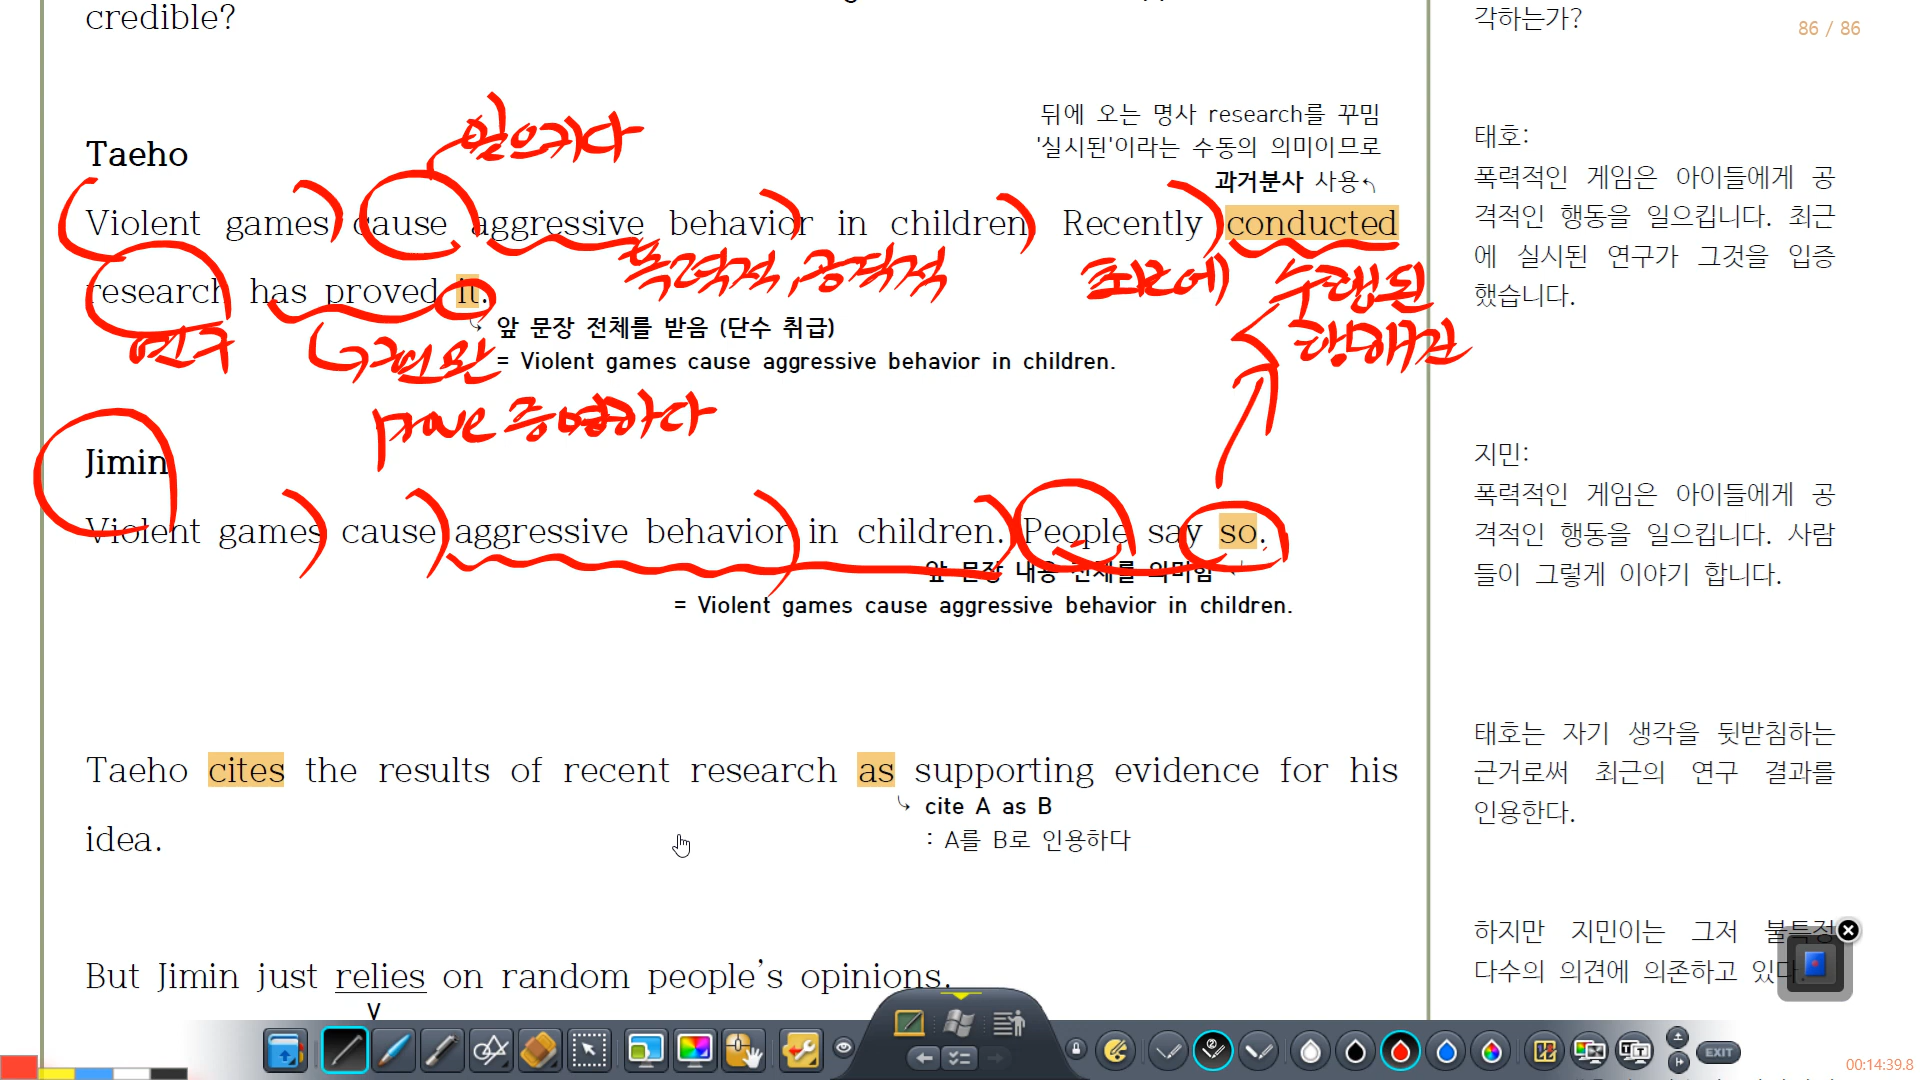 credible?
각하는가?
86 / 86
뒤에 오는 명사 research를 꾸밈
'실시된'이라는 수동의 의미이므로
과거분사 사용
일으키다
Taeho
Violent games cause aggressive behavior in children. Recently conducted
폭력적, 공격적
최근에
수행된
행해진
research has proved it.
연구
앞 문장 전체를 받음 (단수 취급)
= Violent games cause aggressive behavior in children.
prove 증명하다
Jimin
Violent games cause aggressive behavior in children. People say so.
앞 문장 내용 전체를 의미함
= Violent games cause aggressive behavior in children.
Taeho cites the results of recent research as supporting evidence for his
cite A as B
: A를 B로 인용하다
idea.
But Jimin just relies on random people's opinions.
V
태호:
폭력적인 게임은 아이들에게 공
격적인 행동을 일으킵니다. 최근
에 실시된 연구가 그것을 입증
했습니다.
지민:
폭력적인 게임은 아이들에게 공
격적인 행동을 일으킵니다. 사람
들이 그렇게 이야기 합니다.
태호는 자기 생각을 뒷받침하는
근거로써 최근의 연구 결과를
인용한다.
하지만 지민이는 그저 불특정
다수의 의견에 의존하고 있다.
EXIT
00:14:39.8